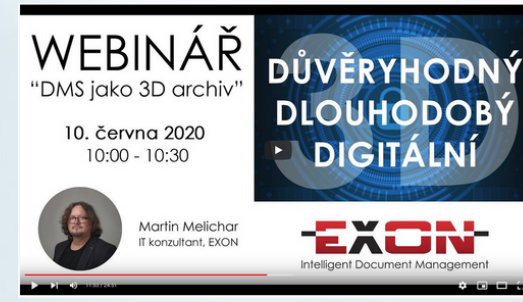 WEBINÁŘ
“DMS jako 3D archiv”
10. června 2020
10:00 - 10:30
Martin Melichar
IT konzultant, EXON
3D
DŮVĚRYHODNÝ
DLOUHODOBÝ
DIGITÁLNÍ
EXON
Intelligent Document Management